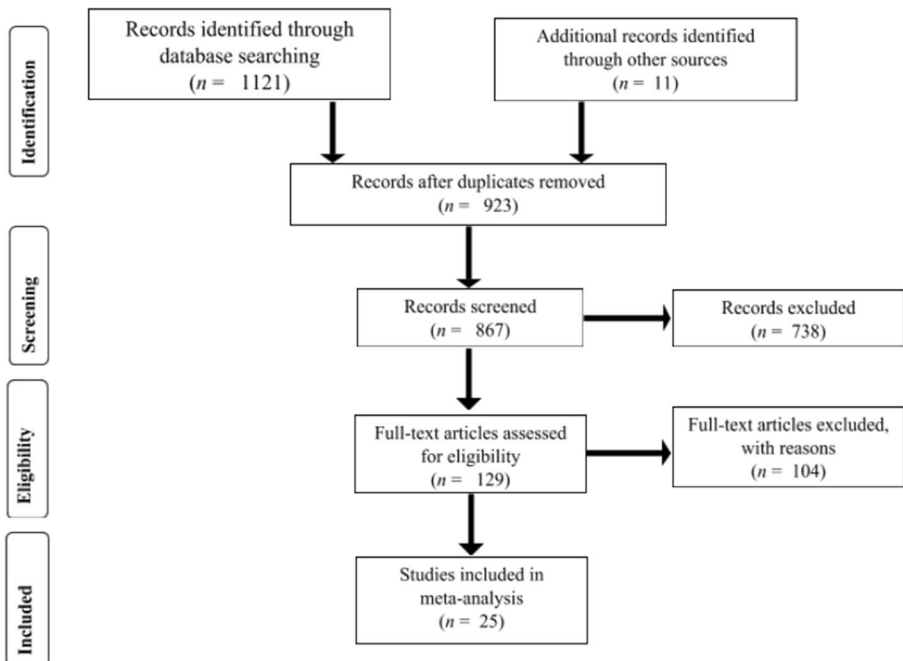 Identification
Records identified through
database searching
(n = 1121)
Additional records identified
through other sources
(n = 11)
Records after duplicates removed
(n = 923)
Screening
Records screened
(n = 867)
Records excluded
(n = 738)
Eligibility
Full-text articles assessed
for eligibility
(n = 129)
Full-text articles excluded,
with reasons
(n = 104)
Included
Studies included in
meta-analysis
(n = 25)